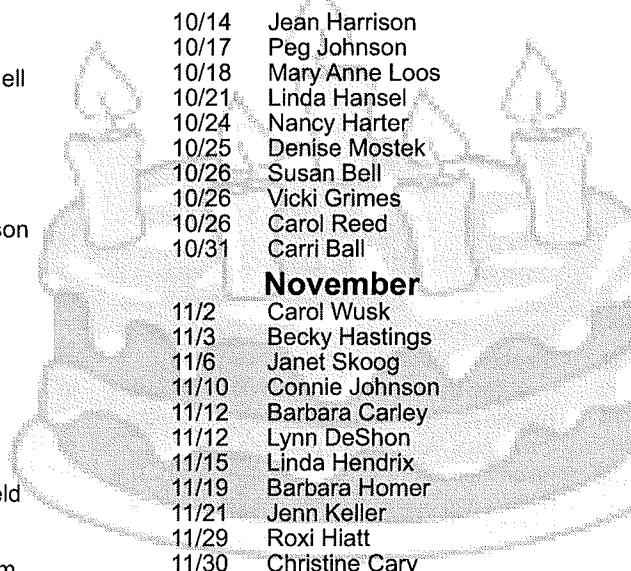 10/14 Jean Harrison
10/17 Peg Johnson
10/18 Mary Anne Loos
10/21 Linda Hansel
10/24 Nancy Harter
10/25 Denise Mostek
10/26 Susan Bell
10/26 Vicki Grimes
10/26 Carol Reed
10/31 Carri Ball
November
11/2 Carol Wusk
11/3 Becky Hastings
11/6 Janet Skoog
11/10 Connie Johnson
11/12 Barbara Carley
11/12 Lynn DeShon
11/15 Linda Hendrix
11/19 Barbara Homer
11/21 Jenn Keller
11/29 Roxi Hiatt
11/30 Christine Cary